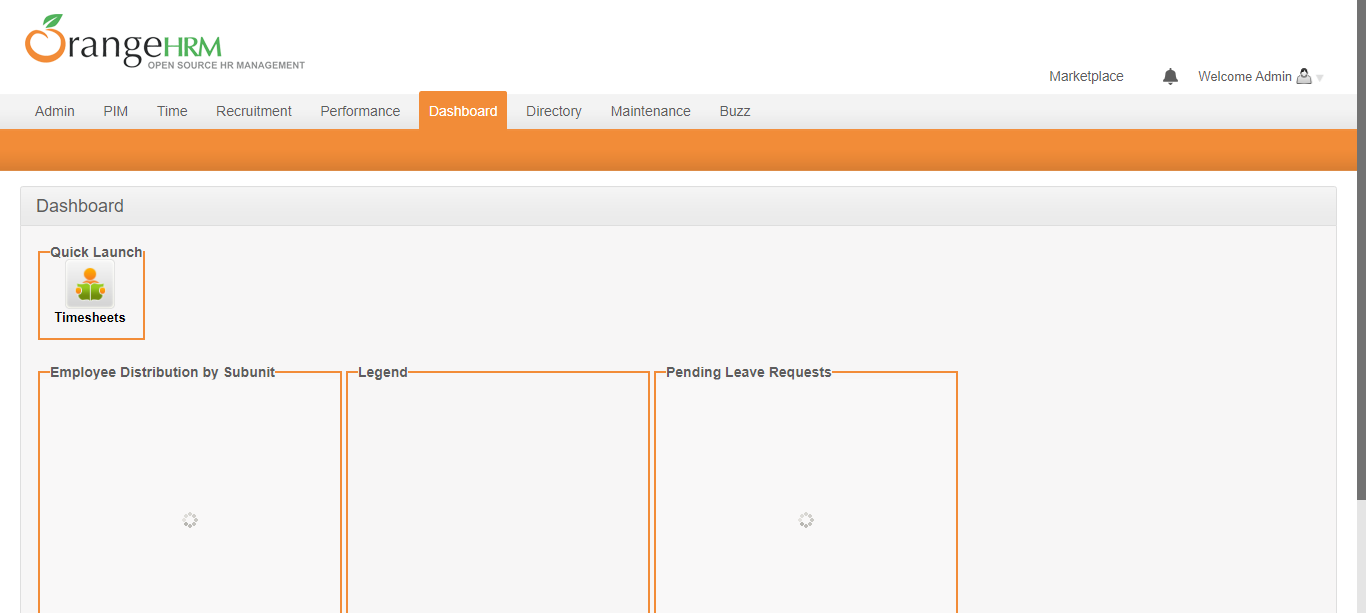 OrangeHRM
OPEN SOURCE HR MANAGEMENT
Marketplace Welcome Admin
Admin PIM Time Recruitment Performance Dashboard Directory Maintenance Buzz
Dashboard
Quick Launch
Timesheets
Employee Distribution by Subunit Legend Pending Leave Requests